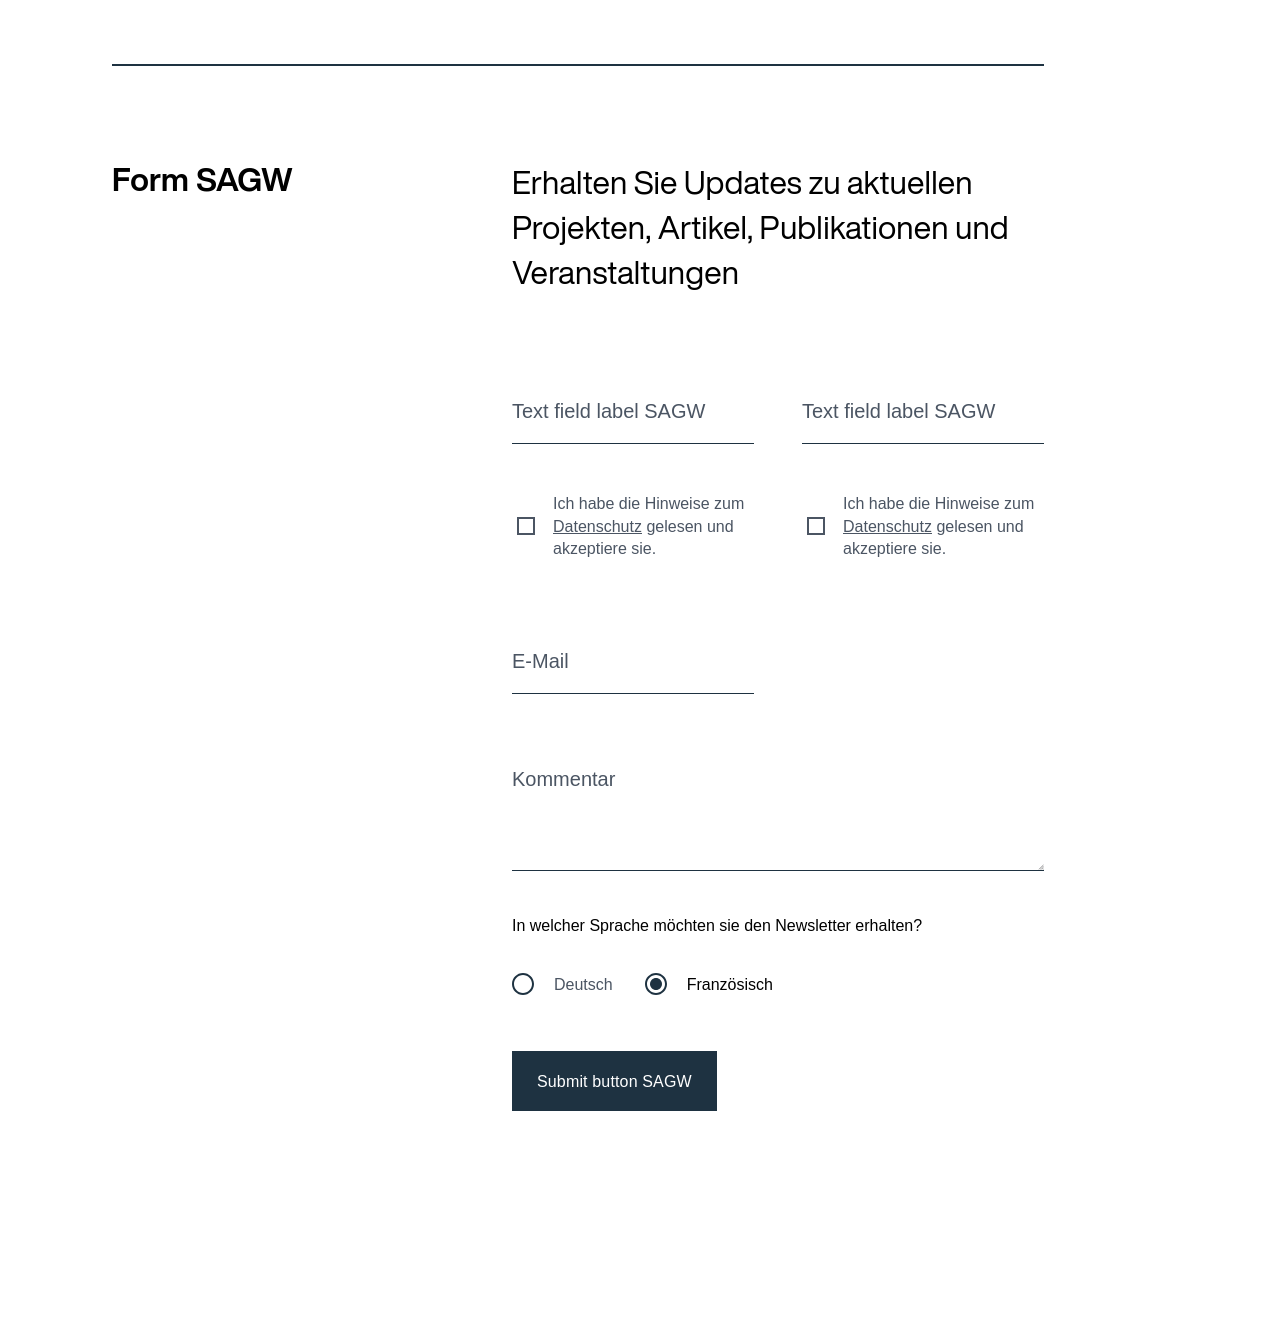 Form SAGW
Erhalten Sie Updates zu aktuellen
Projekten, Artikel, Publikationen und
Veranstaltungen
Text field label SAGW
Text field label SAGW
Ich habe die Hinweise zum
Datenschutz gelesen und
akzeptiere sie.
Ich habe die Hinweise zum
Datenschutz gelesen und
akzeptiere sie.
E-Mail
Kommentar
In welcher Sprache möchten sie den Newsletter erhalten?
Deutsch
Französisch
Submit button SAGW